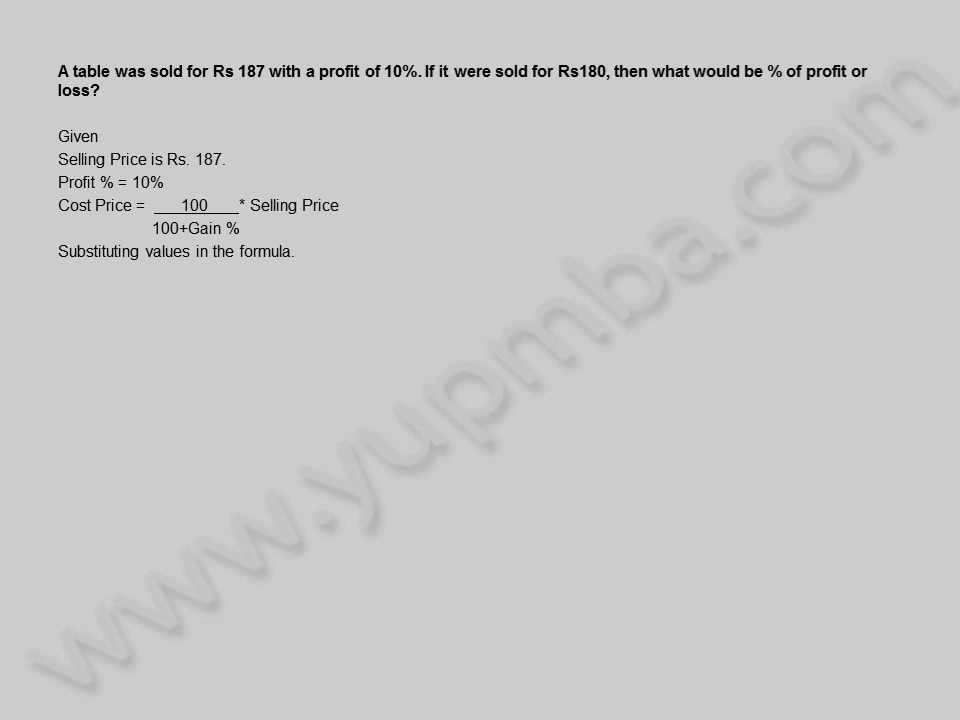 A table was sold for Rs 187 with a profit of 10%. If it were sold for Rs180, then what would be % of profit or
loss?
Given
Selling Price is Rs. 187.
Profit % = 10%
Cost Price = 100 * Selling Price
100+Gain %
Substituting values in the formula.
www.yupmba.com